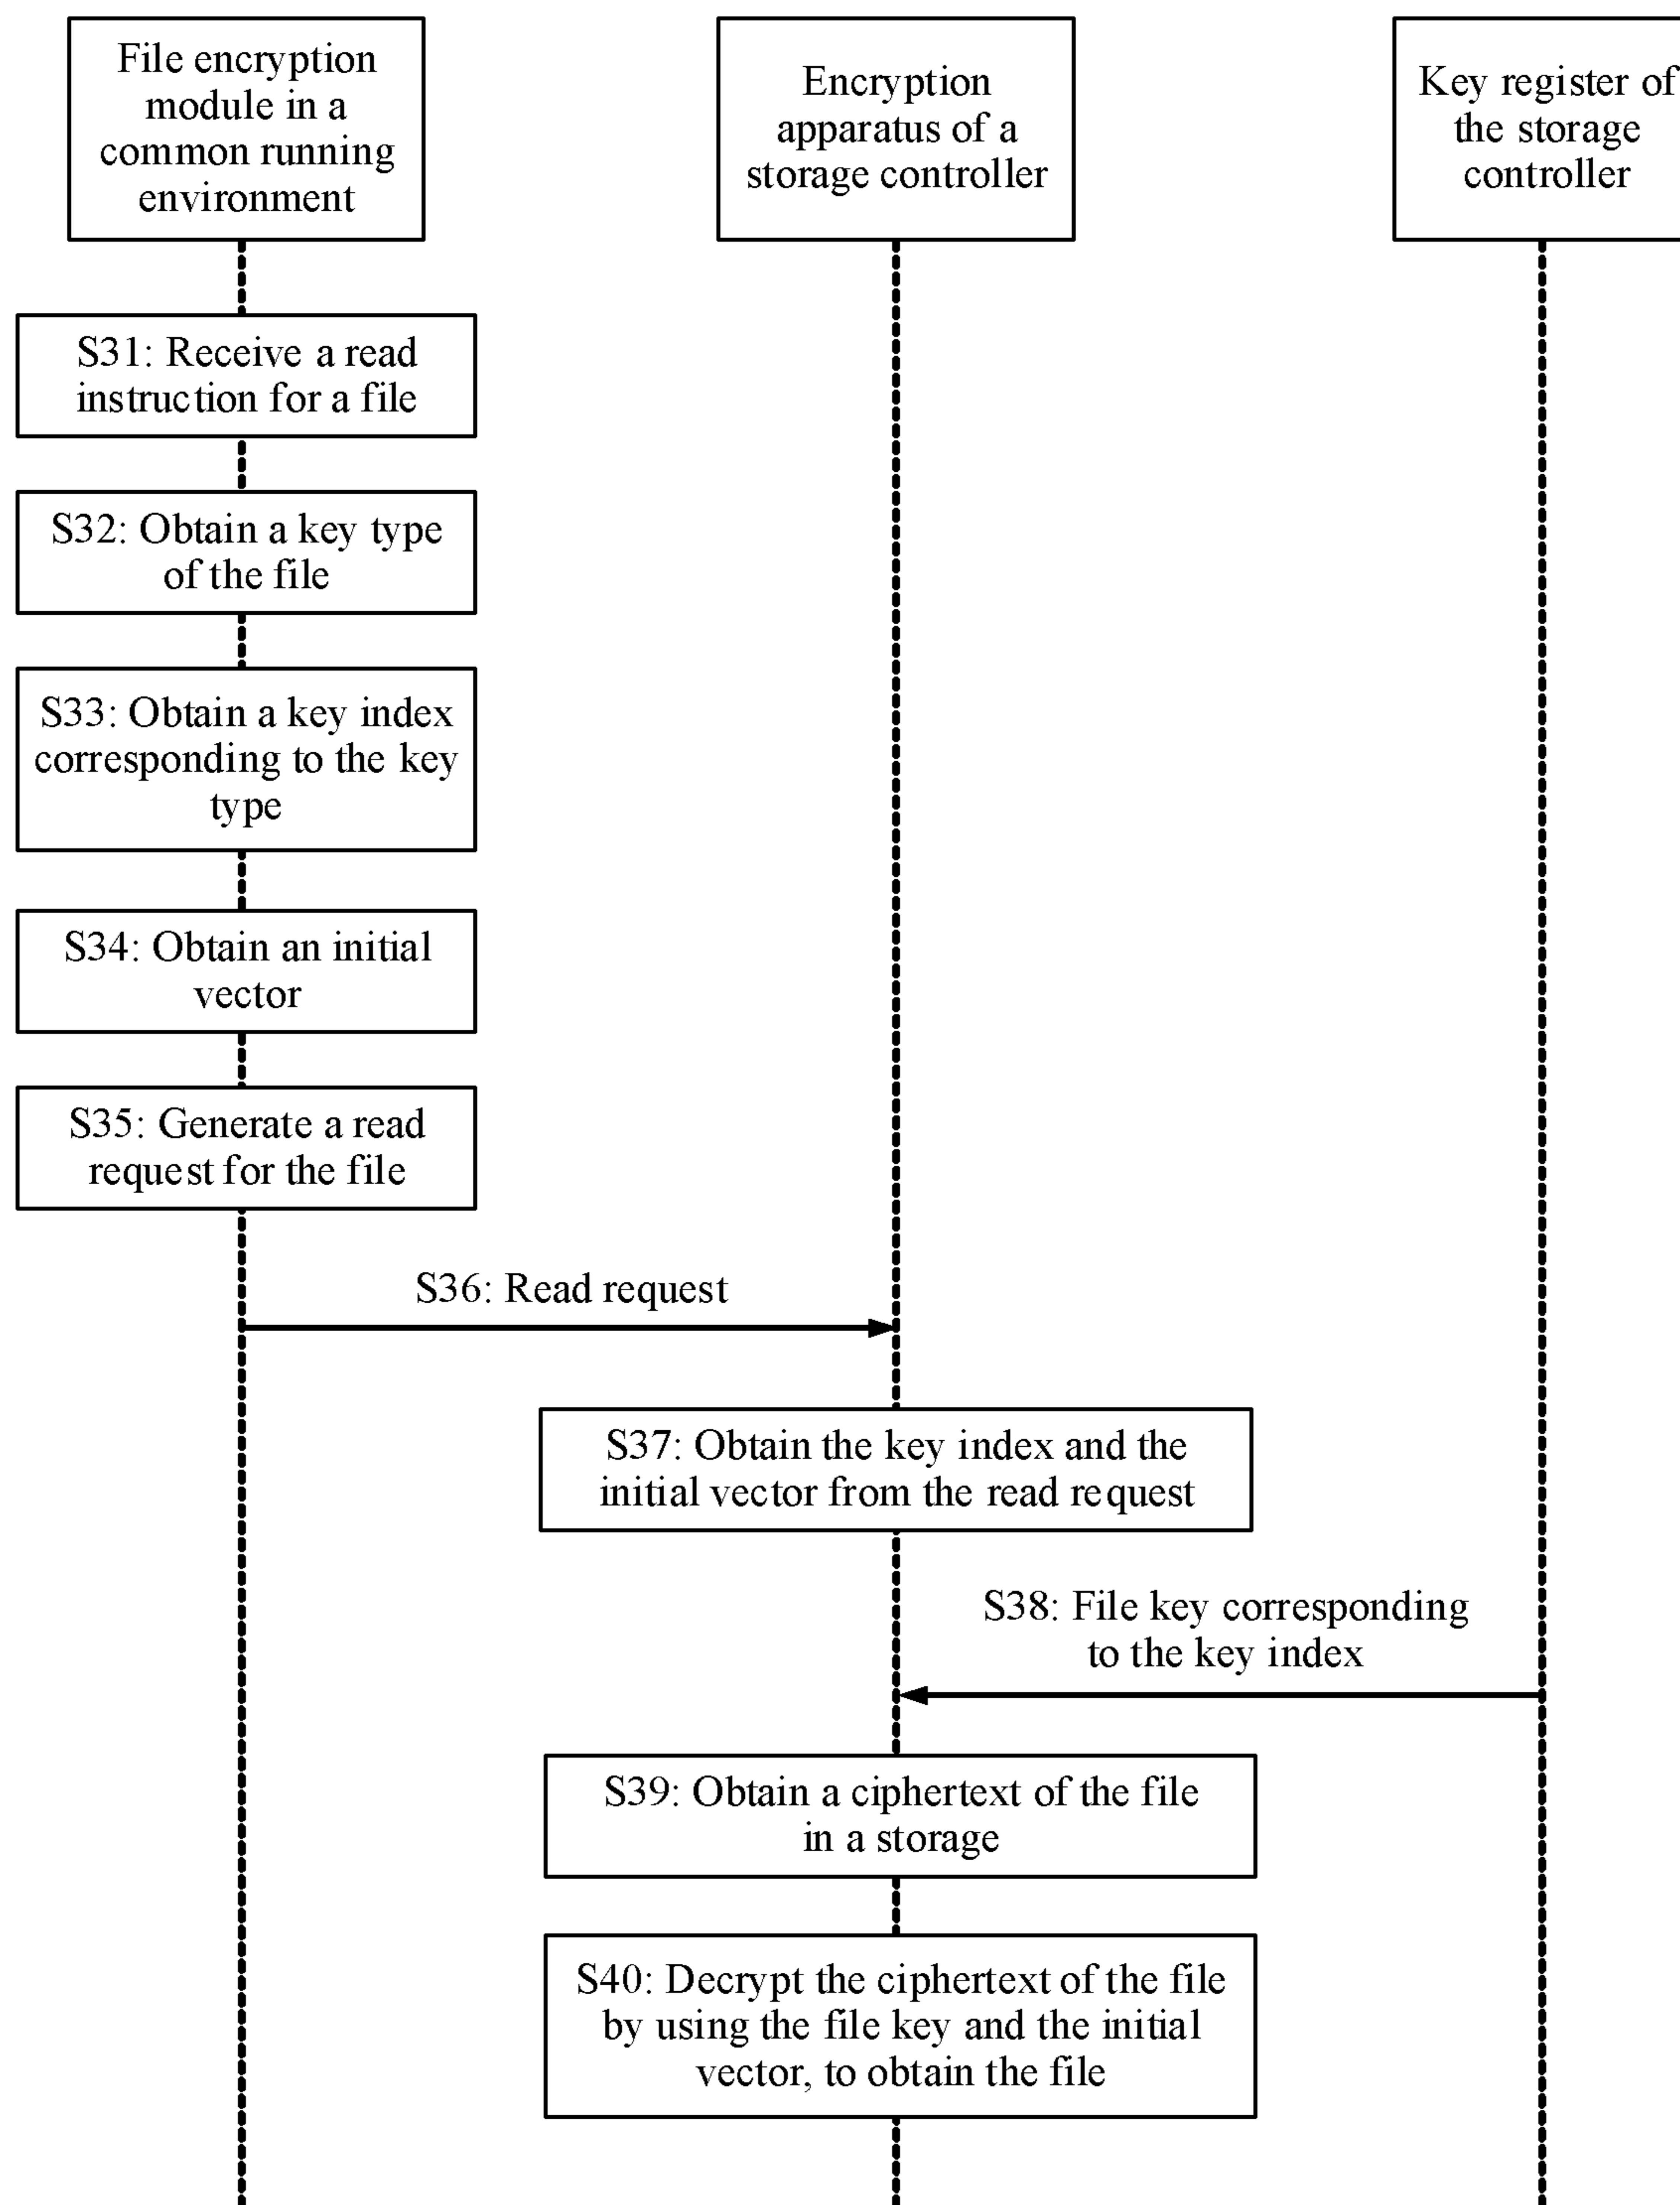 File encryption
module in a
common running
environment
Encryption
apparatus of a
storage controller
Key register of
the storage
controller
S31: Receive a read
instruction for a file
S32: Obtain a key type
of the file
S33: Obtain a key index
corresponding to the key
type
S34: Obtain an initial
vector
S35: Generate a read
request for the file
S36: Read request
S37: Obtain the key index and the
initial vector from the read request
S38: File key corresponding
to the key index
S39: Obtain a ciphertext of the file
in a storage
S40: Decrypt the ciphertext of the file
by using the file key and the initial
vector, to obtain the file